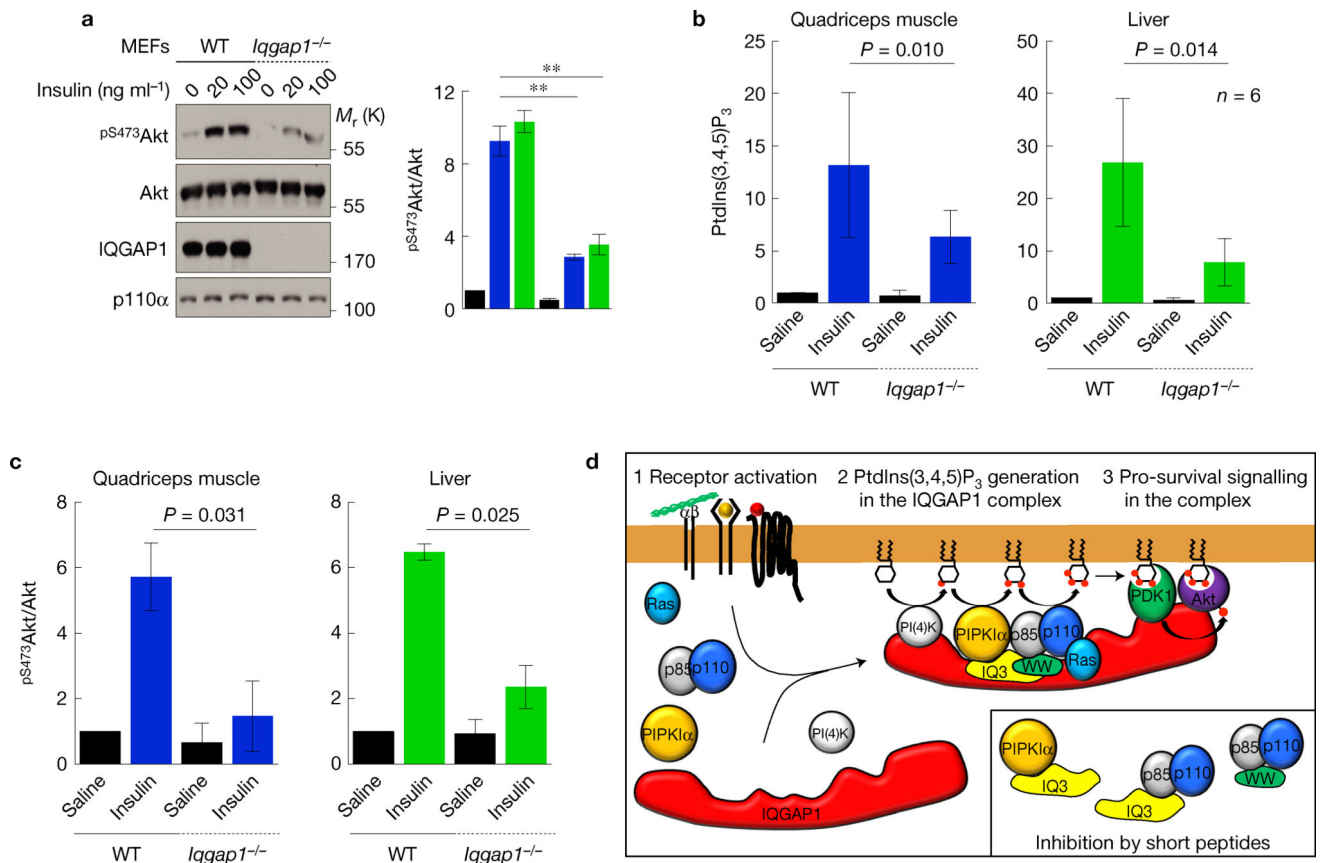 a
MEFs WT Iqgap1–/–
Insulin (ng ml–1) 0 20 100 0 20 100
Mr (K)
pS473Akt
55
Akt
55
IQGAP1
170
p110α
100
pS473Akt/Akt
12
8
4
0
**
**
b
Quadriceps muscle
P = 0.010
PtdIns(3,4,5)P3
25
20
15
10
5
0
Saline Insulin Saline Insulin
WT Iqgap1–/–
Liver
P = 0.014
n = 6
50
40
30
20
10
0
Saline Insulin Saline Insulin
WT Iqgap1–/–
c
Quadriceps muscle
P = 0.031
pS473Akt/Akt
8
6
4
2
0
Saline Insulin Saline Insulin
WT Iqgap1–/–
Liver
P = 0.025
8
6
4
2
0
Saline Insulin Saline Insulin
WT Iqgap1–/–
d
1 Receptor activation
2 PtdIns(3,4,5)P3 generation
in the IQGAP1 complex
3 Pro-survival signalling
in the complex
αβ
Ras
p85 p110
PIPKIα
PI(4)K
IQGAP1
PI(4)K
PIPKIα
p85
p110
IQ3
WW
Ras
PDK1
Akt
PIPKIα
IQ3
p85
p110
IQ3
p85
p110
WW
Inhibition by short peptides